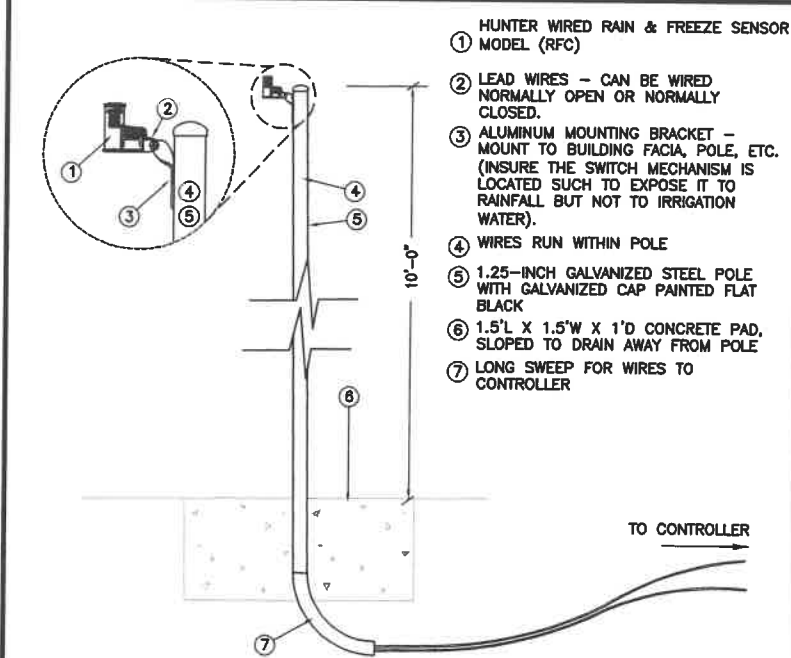 HUNTER WIRED RAIN & FREEZE SENSOR
① MODEL (RFC)
② LEAD WIRES – CAN BE WIRED
NORMALLY OPEN OR NORMALLY
CLOSED.
③ ALUMINUM MOUNTING BRACKET –
MOUNT TO BUILDING FACIA, POLE, ETC.
(INSURE THE SWITCH MECHANISM IS
LOCATED SUCH TO EXPOSE IT TO
RAINFALL BUT NOT TO IRRIGATION
WATER).
④ WIRES RUN WITHIN POLE
⑤ 1.25–INCH GALVANIZED STEEL POLE
WITH GALVANIZED CAP PAINTED FLAT
BLACK
⑥ 1.5'L X 1.5'W X 1'D CONCRETE PAD,
SLOPED TO DRAIN AWAY FROM POLE
⑦ LONG SWEEP FOR WIRES TO
CONTROLLER
②
①
③
④
⑤
④
⑤
10'–0"
⑥
TO CONTROLLER
⑦